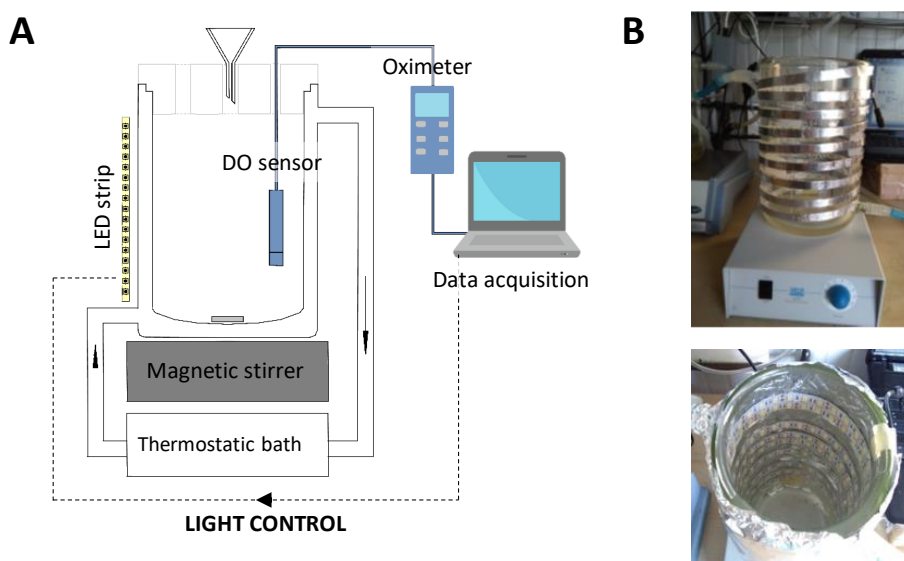 A
B
Oximeter
DO sensor
LED strip
Data acquisition
Magnetic stirrer
Thermostatic bath
LIGHT CONTROL